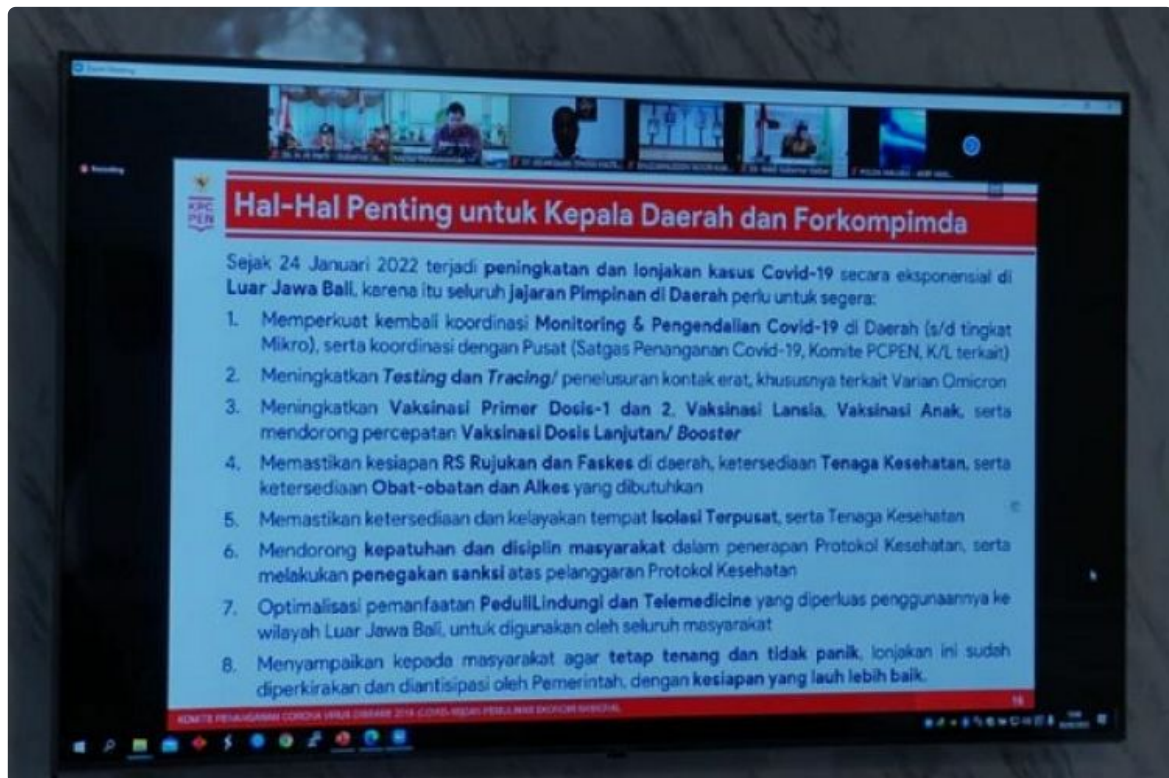 Zoom Meeting
Recording
KPC
PEN
Hal-Hal Penting untuk Kepala Daerah dan Forkompimda
Sejak 24 Januari 2022 terjadi peningkatan dan lonjakan kasus Covid-19 secara eksponensial di
Luar Jawa Bali, karena itu seluruh jajaran Pimpinan di Daerah perlu untuk segera:
1. Memperkuat kembali koordinasi Monitoring & Pengendalian Covid-19 di Daerah (s/d tingkat
Mikro), serta koordinasi dengan Pusat (Satgas Penanganan Covid-19, Komite PCPEN, K/L terkait)
2. Meningkatkan Testing dan Tracing/ penelusuran kontak erat, khususnya terkait Varian Omicron
3. Meningkatkan Vaksinasi Primer Dosis-1 dan 2, Vaksinasi Lansia, Vaksinasi Anak, serta
mendorong percepatan Vaksinasi Dosis Lanjutan/ Booster
4. Memastikan kesiapan RS Rujukan dan Faskes di daerah, ketersediaan Tenaga Kesehatan, serta
ketersediaan Obat-obatan dan Alkes yang dibutuhkan
5. Memastikan ketersediaan dan kelayakan tempat Isolasi Terpusat, serta Tenaga Kesehatan
6. Mendorong kepatuhan dan disiplin masyarakat dalam penerapan Protokol Kesehatan, serta
melakukan penegakan sanksi atas pelanggaran Protokol Kesehatan
7. Optimalisasi pemanfaatan PeduliLindungi dan Telemedicine yang diperluas penggunaannya ke
wilayah Luar Jawa Bali, untuk digunakan oleh seluruh masyarakat
8. Menyampaikan kepada masyarakat agar tetap tenang dan tidak panik, lonjakan ini sudah
diperkirakan dan diantisipasi oleh Pemerintah, dengan kesiapan yang lauh lebih baik.